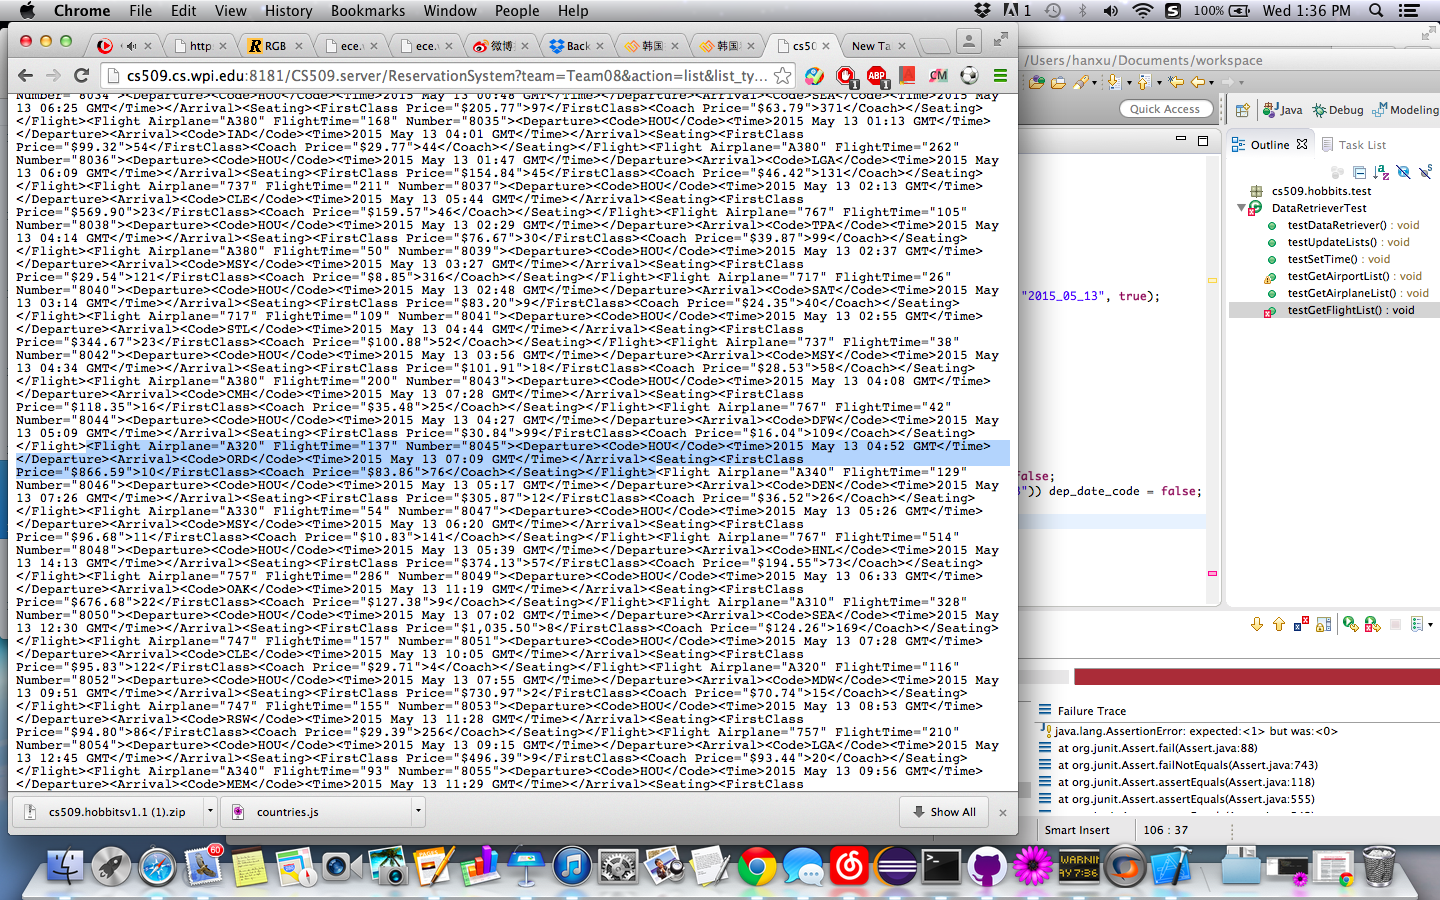 Chrome File Edit View History Bookmarks Window People Help 1 100% Wed 1:36 PM
http RGB ece. ece. 微博 Back 韩国 韩国 cs50 New Ta
cs509.cs.wpi.edu:8181/CS509.server/ReservationSystem?team=Team08&action=list&list_ty... 1 ABP 1 CM
Number="8034"><Departure><Code>HOU</Code><Time>2015 May 13 00:48 GMT</Time></Departure><Arrival><Code>SEA</Code><Time>2015 May
13 06:25 GMT</Time></Arrival><Seating><FirstClass Price="$205.77">97</FirstClass><Coach Price="$63.79">371</Coach></Seating>
</Flight><Flight Airplane="A380" FlightTime="168" Number="8035"><Departure><Code>HOU</Code><Time>2015 May 13 01:13 GMT</Time>
</Departure><Arrival><Code>IAD</Code><Time>2015 May 13 04:01 GMT</Time></Arrival><Seating><FirstClass
Price="$99.32">54</FirstClass><Coach Price="$29.77">44</Coach></Seating></Flight><Flight Airplane="A380" FlightTime="262"
Number="8036"><Departure><Code>HOU</Code><Time>2015 May 13 01:47 GMT</Time></Departure><Arrival><Code>LGA</Code><Time>2015 May
13 06:09 GMT</Time></Arrival><Seating><FirstClass Price="$154.84">45</FirstClass><Coach Price="$46.42">131</Coach></Seating>
</Flight><Flight Airplane="737" FlightTime="211" Number="8037"><Departure><Code>HOU</Code><Time>2015 May 13 02:13 GMT</Time>
</Departure><Arrival><Code>CLE</Code><Time>2015 May 13 05:44 GMT</Time></Arrival><Seating><FirstClass
Price="$569.90">23</FirstClass><Coach Price="$159.57">46</Coach></Seating></Flight><Flight Airplane="767" FlightTime="105"
Number="8038"><Departure><Code>HOU</Code><Time>2015 May 13 02:29 GMT</Time></Departure><Arrival><Code>TPA</Code><Time>2015 May
13 04:14 GMT</Time></Arrival><Seating><FirstClass Price="$76.67">30</FirstClass><Coach Price="$39.87">99</Coach></Seating>
</Flight><Flight Airplane="A380" FlightTime="50" Number="8039"><Departure><Code>HOU</Code><Time>2015 May 13 02:37 GMT</Time>
</Departure><Arrival><Code>MSY</Code><Time>2015 May 13 03:27 GMT</Time></Arrival><Seating><FirstClass
Price="$29.54">121</FirstClass><Coach Price="$8.85">316</Coach></Seating></Flight><Flight Airplane="717" FlightTime="26"
Number="8040"><Departure><Code>HOU</Code><Time>2015 May 13 02:48 GMT</Time></Departure><Arrival><Code>SAT</Code><Time>2015 May
13 03:14 GMT</Time></Arrival><Seating><FirstClass Price="$83.20">9</FirstClass><Coach Price="$24.35">40</Coach></Seating>
</Flight><Flight Airplane="717" FlightTime="109" Number="8041"><Departure><Code>HOU</Code><Time>2015 May 13 02:55 GMT</Time>
</Departure><Arrival><Code>STL</Code><Time>2015 May 13 04:44 GMT</Time></Arrival><Seating><FirstClass
Price="$344.67">23</FirstClass><Coach Price="$100.88">52</Coach></Seating></Flight><Flight Airplane="737" FlightTime="38"
Number="8042"><Departure><Code>HOU</Code><Time>2015 May 13 03:56 GMT</Time></Departure><Arrival><Code>MSY</Code><Time>2015 May
13 04:34 GMT</Time></Arrival><Seating><FirstClass Price="$101.91">18</FirstClass><Coach Price="$28.53">58</Coach></Seating>
</Flight><Flight Airplane="A380" FlightTime="200" Number="8043"><Departure><Code>HOU</Code><Time>2015 May 13 04:08 GMT</Time>
</Departure><Arrival><Code>CMH</Code><Time>2015 May 13 07:28 GMT</Time></Arrival><Seating><FirstClass
Price="$118.35">16</FirstClass><Coach Price="$35.48">25</Coach></Seating></Flight><Flight Airplane="767" FlightTime="42"
Number="8044"><Departure><Code>HOU</Code><Time>2015 May 13 04:27 GMT</Time></Departure><Arrival><Code>DFW</Code><Time>2015 May
13 05:09 GMT</Time></Arrival><Seating><FirstClass Price="$30.84">99</FirstClass><Coach Price="$16.04">109</Coach></Seating>
</Flight><Flight Airplane="A320" FlightTime="137" Number="8045"><Departure><Code>HOU</Code><Time>2015 May 13 04:52 GMT</Time>
</Departure><Arrival><Code>ORD</Code><Time>2015 May 13 07:09 GMT</Time></Arrival><Seating><FirstClass
Price="$866.59">10</FirstClass><Coach Price="$83.86">76</Coach></Seating></Flight><Flight Airplane="A340" FlightTime="129"
Number="8046"><Departure><Code>HOU</Code><Time>2015 May 13 05:17 GMT</Time></Departure><Arrival><Code>DEN</Code><Time>2015 May
13 07:26 GMT</Time></Arrival><Seating><FirstClass Price="$305.87">12</FirstClass><Coach Price="$36.52">26</Coach></Seating>
</Flight><Flight Airplane="A330" FlightTime="54" Number="8047"><Departure><Code>HOU</Code><Time>2015 May 13 05:26 GMT</Time>
</Departure><Arrival><Code>MSY</Code><Time>2015 May 13 06:20 GMT</Time></Arrival><Seating><FirstClass
Price="$96.68">11</FirstClass><Coach Price="$10.83">141</Coach></Seating></Flight><Flight Airplane="767" FlightTime="514"
Number="8048"><Departure><Code>HOU</Code><Time>2015 May 13 05:39 GMT</Time></Departure><Arrival><Code>HNL</Code><Time>2015 May
13 14:13 GMT</Time></Arrival><Seating><FirstClass Price="$374.13">57</FirstClass><Coach Price="$194.55">73</Coach></Seating>
</Flight><Flight Airplane="757" FlightTime="286" Number="8049"><Departure><Code>HOU</Code><Time>2015 May 13 06:33 GMT</Time>
</Departure><Arrival><Code>OAK</Code><Time>2015 May 13 11:19 GMT</Time></Arrival><Seating><FirstClass
Price="$676.68">22</FirstClass><Coach Price="$127.38">9</Coach></Seating></Flight><Flight Airplane="A310" FlightTime="328"
Number="8050"><Departure><Code>HOU</Code><Time>2015 May 13 07:02 GMT</Time></Departure><Arrival><Code>SEA</Code><Time>2015 May
13 12:30 GMT</Time></Arrival><Seating><FirstClass Price="$1,035.50">8</FirstClass><Coach Price="$124.26">169</Coach></Seating>
</Flight><Flight Airplane="747" FlightTime="157" Number="8051"><Departure><Code>HOU</Code><Time>2015 May 13 07:28 GMT</Time>
</Departure><Arrival><Code>CLE</Code><Time>2015 May 13 10:05 GMT</Time></Arrival><Seating><FirstClass
Price="$95.83">122</FirstClass><Coach Price="$29.71">4</Coach></Seating></Flight><Flight Airplane="A320" FlightTime="116"
Number="8052"><Departure><Code>HOU</Code><Time>2015 May 13 07:55 GMT</Time></Departure><Arrival><Code>MDW</Code><Time>2015 May
13 09:51 GMT</Time></Arrival><Seating><FirstClass Price="$730.97">2</FirstClass><Coach Price="$70.74">15</Coach></Seating>
</Flight><Flight Airplane="747" FlightTime="155" Number="8053"><Departure><Code>HOU</Code><Time>2015 May 13 08:53 GMT</Time>
</Departure><Arrival><Code>RSW</Code><Time>2015 May 13 11:28 GMT</Time></Arrival><Seating><FirstClass
Price="$94.80">86</FirstClass><Coach Price="$29.39">256</Coach></Seating></Flight><Flight Airplane="757" FlightTime="210"
Number="8054"><Departure><Code>HOU</Code><Time>2015 May 13 09:15 GMT</Time></Departure><Arrival><Code>LGA</Code><Time>2015 May
13 12:45 GMT</Time></Arrival><Seating><FirstClass Price="$496.39">9</FirstClass><Coach Price="$93.44">20</Coach></Seating>
</Flight><Flight Airplane="A340" FlightTime="93" Number="8055"><Departure><Code>HOU</Code><Time>2015 May 13 09:56 GMT</Time>
</Departure><Arrival><Code>MEM</Code><Time>2015 May 13 11:29 GMT</Time></Arrival><Seating><FirstClass
cs509.hobbitsv1.1 (1).zip countries.js Show All
/Users/hanxu/Documents/workspace
Quick Access Java Debug Modeling
Outline Task List
cs509.hobbits.test
DataRetrieverTest
testDataRetriever() : void
testUpdateLists() : void
testSetTime() : void
testGetAirportList() : void
testGetAirplaneList() : void
testGetFlightList() : void
"2015_05_13", true);
false;
3")) dep_date_code = false;
Failure Trace
java.lang.AssertionError: expected:<1> but was:<0>
at org.junit.Assert.fail(Assert.java:88)
at org.junit.Assert.failNotEquals(Assert.java:743)
at org.junit.Assert.assertEquals(Assert.java:118)
at org.junit.Assert.assertEquals(Assert.java:555)
Smart Insert 106 : 37
60
WARNIN
AY 7:36